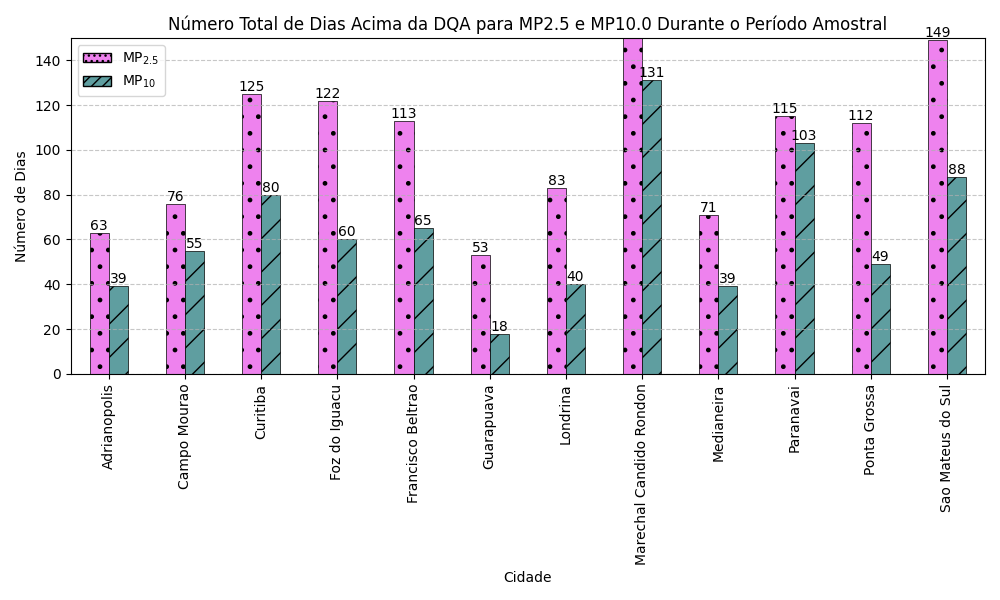 Número Total de Dias Acima da DQA para MP2.5 e MP10.0 Durante o Período Amostral
MP2.5
MP10
Número de Dias
140
120
100
80
60
40
20
0
63
39
76
55
125
80
122
60
113
65
53
18
83
40
131
71
39
115
103
112
49
149
88
Adrianopolis
Campo Mourao
Curitiba
Foz do Iguacu
Francisco Beltrao
Guarapuava
Londrina
Marechal Candido Rondon
Medianeira
Paranavai
Ponta Grossa
Sao Mateus do Sul
Cidade